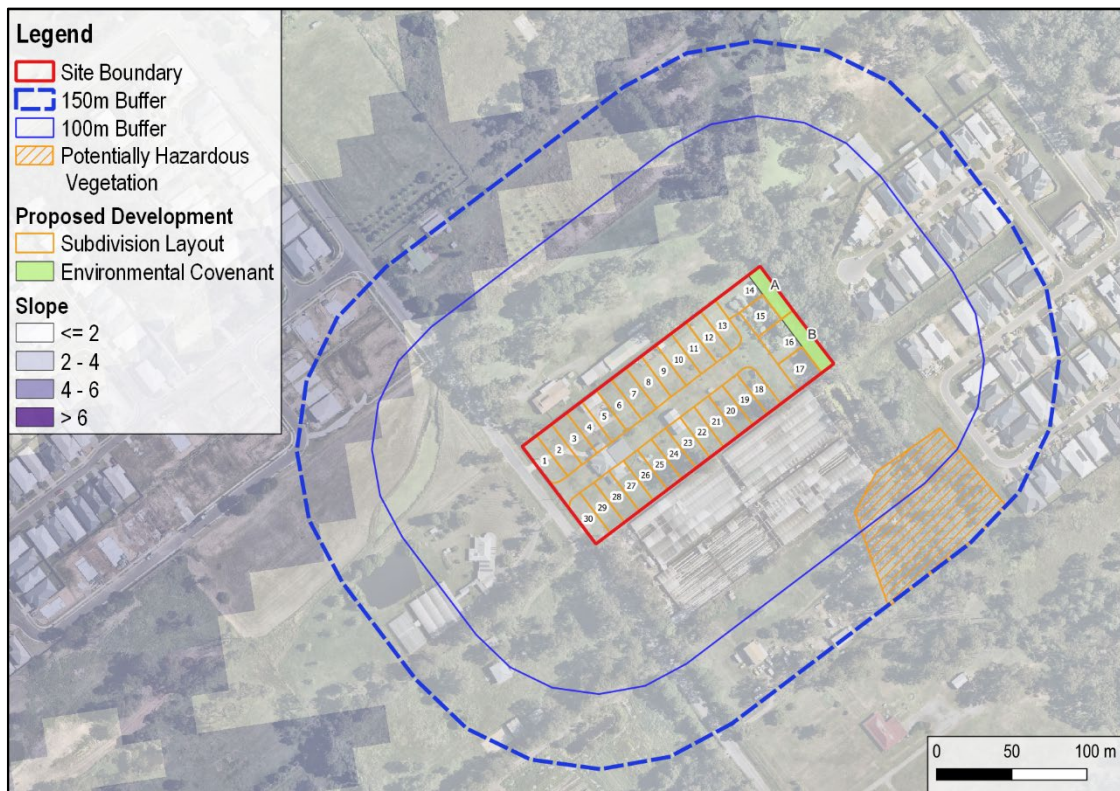 Legend
Site Boundary
150m Buffer
100m Buffer
Potentially Hazardous
Vegetation
Proposed Development
Subdivision Layout
Environmental Covenant
Slope
<= 2
2 - 4
4 - 6
> 6
14
A
15
B
16
17
13
12
11
10
9
8
7
6
5
4
3
2
1
18
19
20
21
22
23
24
25
26
27
28
29
30
0 50 100 m